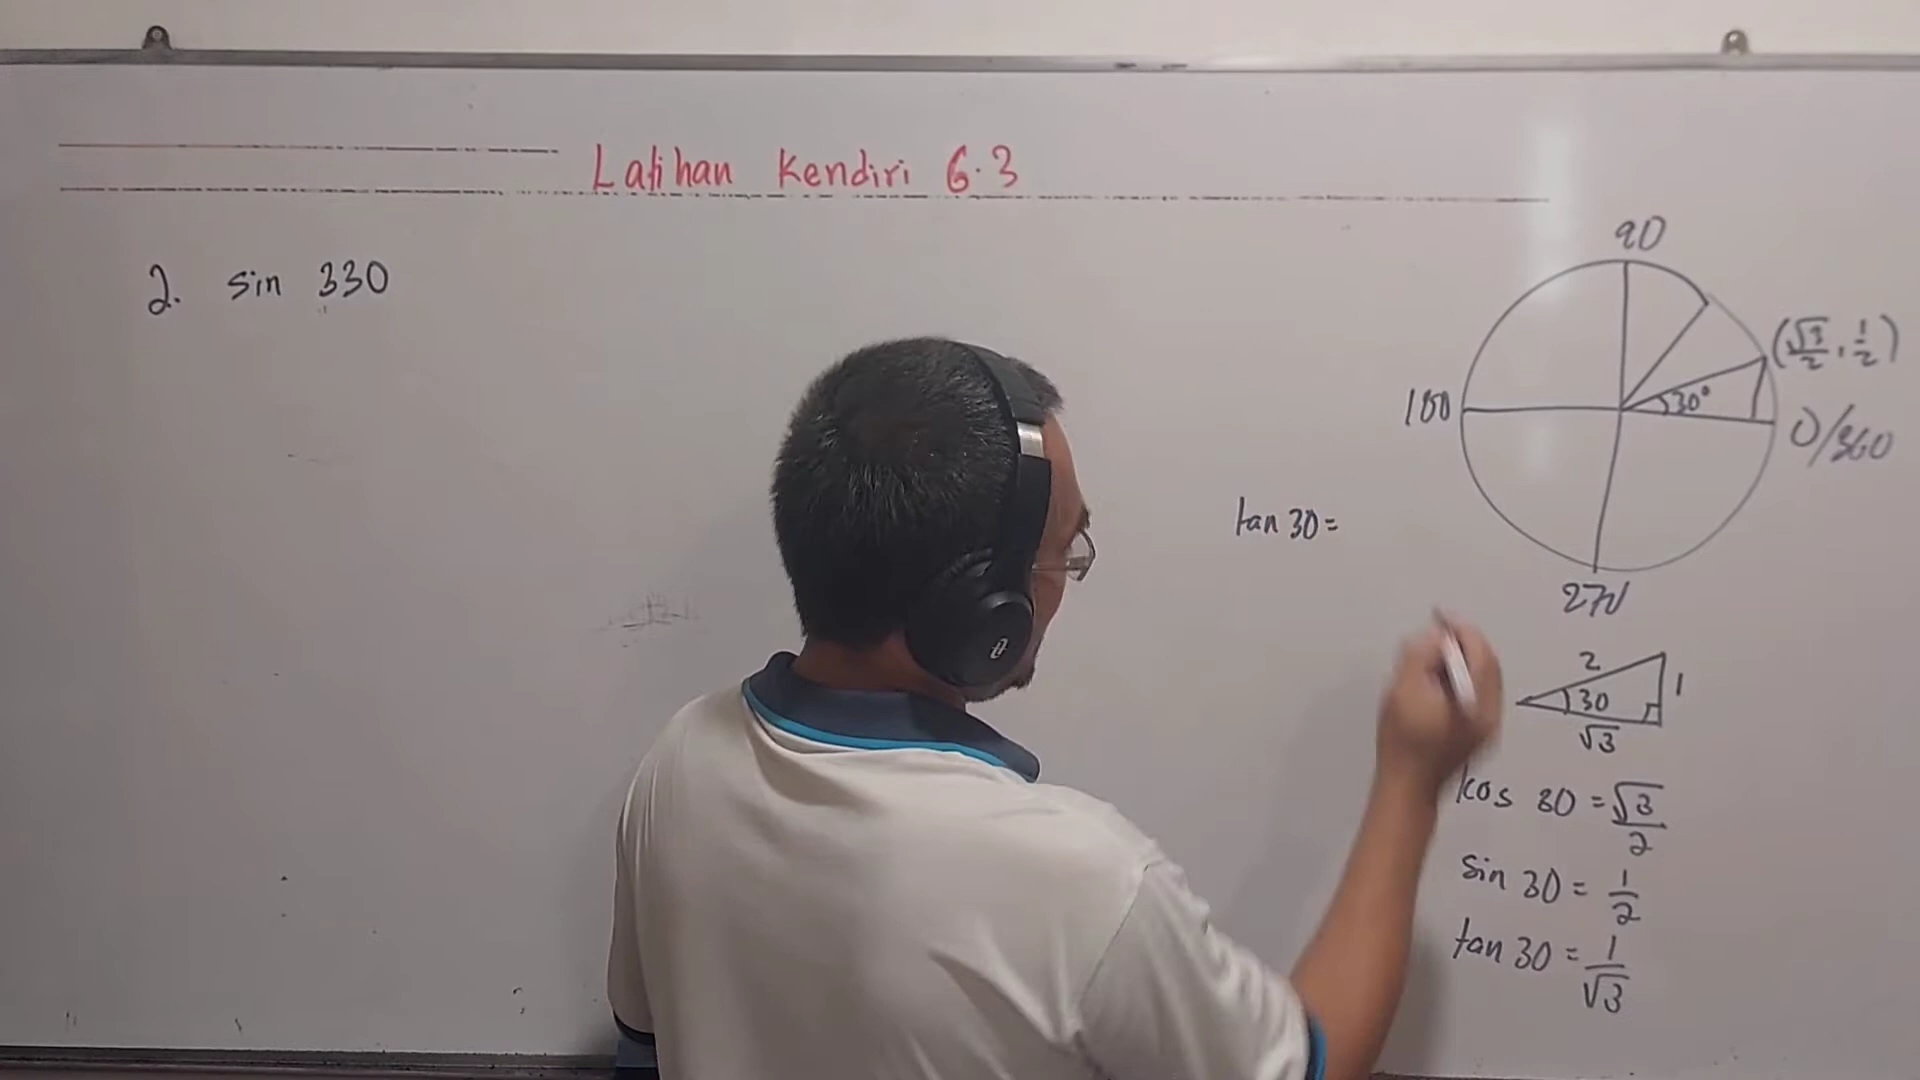 Latihan Kendiri 6.3
2. sin 330
90
(√3/2, 1/2)
180
30°
0/360
tan 30 =
270
2
30
1
√3
kos 30 = √3/2
sin 30 = 1/2
tan 30 = 1/√3